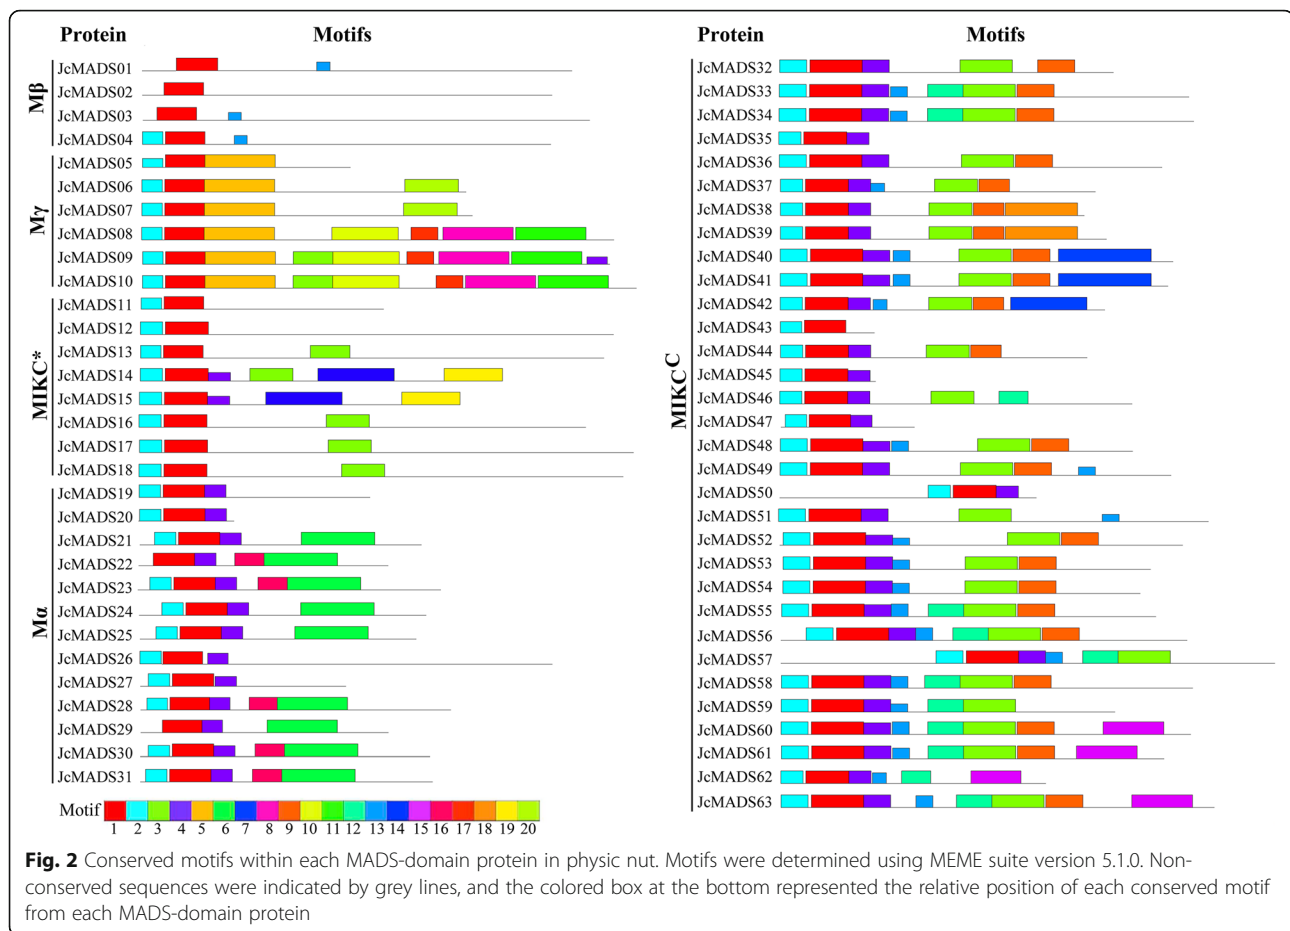 Protein Motifs
Mβ
JcMADS01
JcMADS02
JcMADS03
JcMADS04
Mγ
JcMADS05
JcMADS06
JcMADS07
JcMADS08
JcMADS09
JcMADS10
MIKC*
JcMADS11
JcMADS12
JcMADS13
JcMADS14
JcMADS15
JcMADS16
JcMADS17
JcMADS18
Mα
JcMADS19
JcMADS20
JcMADS21
JcMADS22
JcMADS23
JcMADS24
JcMADS25
JcMADS26
JcMADS27
JcMADS28
JcMADS29
JcMADS30
JcMADS31
Motif
1 2 3 4 5 6 7 8 9 10 11 12 13 14 15 16 17 18 19 20
Protein Motifs
MIKCC
JcMADS32
JcMADS33
JcMADS34
JcMADS35
JcMADS36
JcMADS37
JcMADS38
JcMADS39
JcMADS40
JcMADS41
JcMADS42
JcMADS43
JcMADS44
JcMADS45
JcMADS46
JcMADS47
JcMADS48
JcMADS49
JcMADS50
JcMADS51
JcMADS52
JcMADS53
JcMADS54
JcMADS55
JcMADS56
JcMADS57
JcMADS58
JcMADS59
JcMADS60
JcMADS61
JcMADS62
JcMADS63
Fig. 2 Conserved motifs within each MADS-domain protein in physic nut. Motifs were determined using MEME suite version 5.1.0. Non-
conserved sequences were indicated by grey lines, and the colored box at the bottom represented the relative position of each conserved motif
from each MADS-domain protein